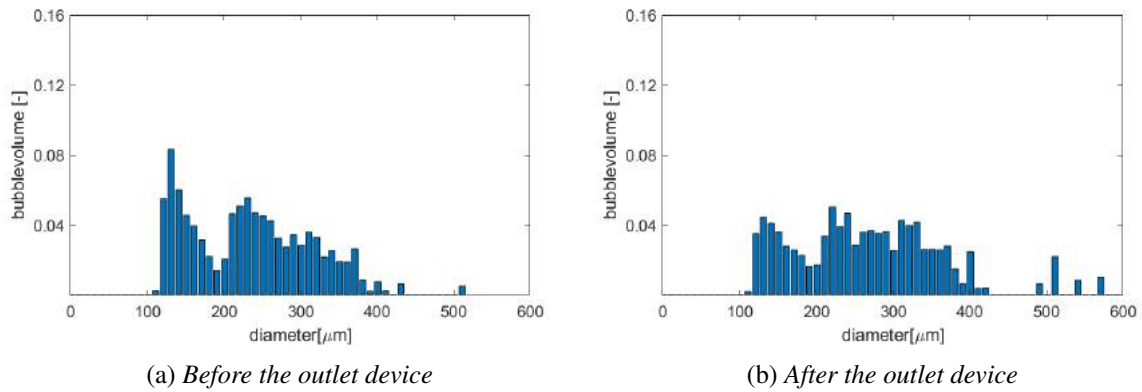 0.16
0.12
0.08
0.04
bubblevolume [-]
0 100 200 300 400 500 600
diameter[μm]
(a) Before the outlet device
0.16
0.12
0.08
0.04
bubblevolume [-]
0 100 200 300 400 500 600
diameter[μm]
(b) After the outlet device